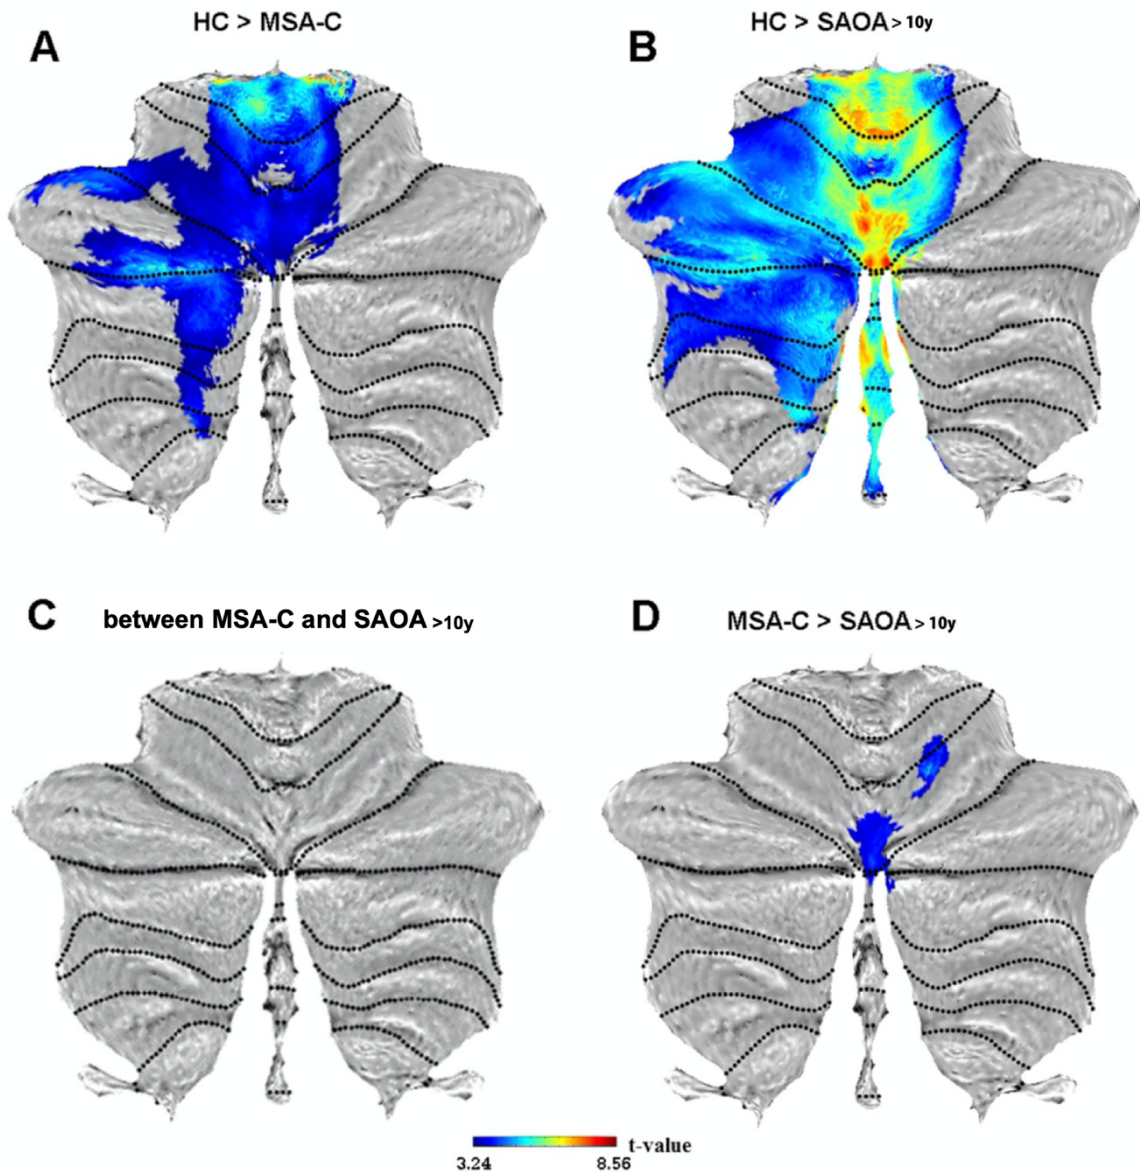 HC > MSA-C
HC > SAOA > 10y
A
B
C
between MSA-C and SAOA >10y
D
MSA-C > SAOA > 10y
t-value
3.24
8.56